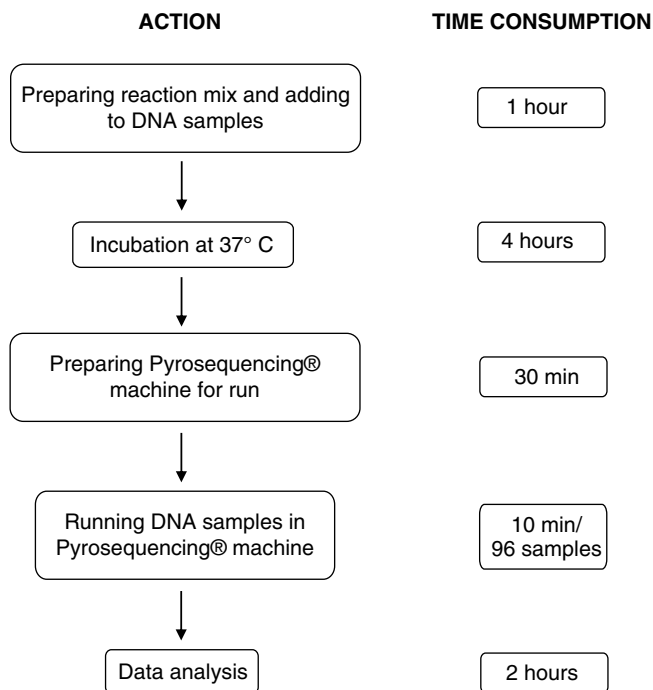 ACTION TIME CONSUMPTION
Preparing reaction mix and adding
to DNA samples
1 hour
Incubation at 37° C
4 hours
Preparing Pyrosequencing®
machine for run
30 min
Running DNA samples in
Pyrosequencing® machine
10 min/
96 samples
Data analysis
2 hours